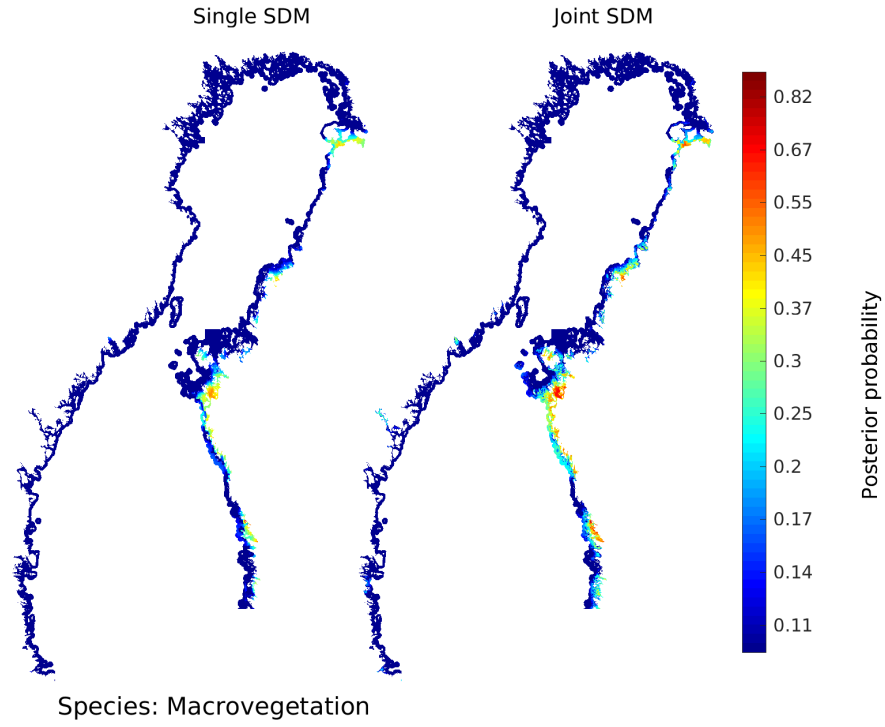 Single SDM
Joint SDM
0.82
0.67
0.55
0.45
0.37
0.3
0.25
0.2
0.17
0.14
0.11
Posterior probability
Species: Macrovegetation